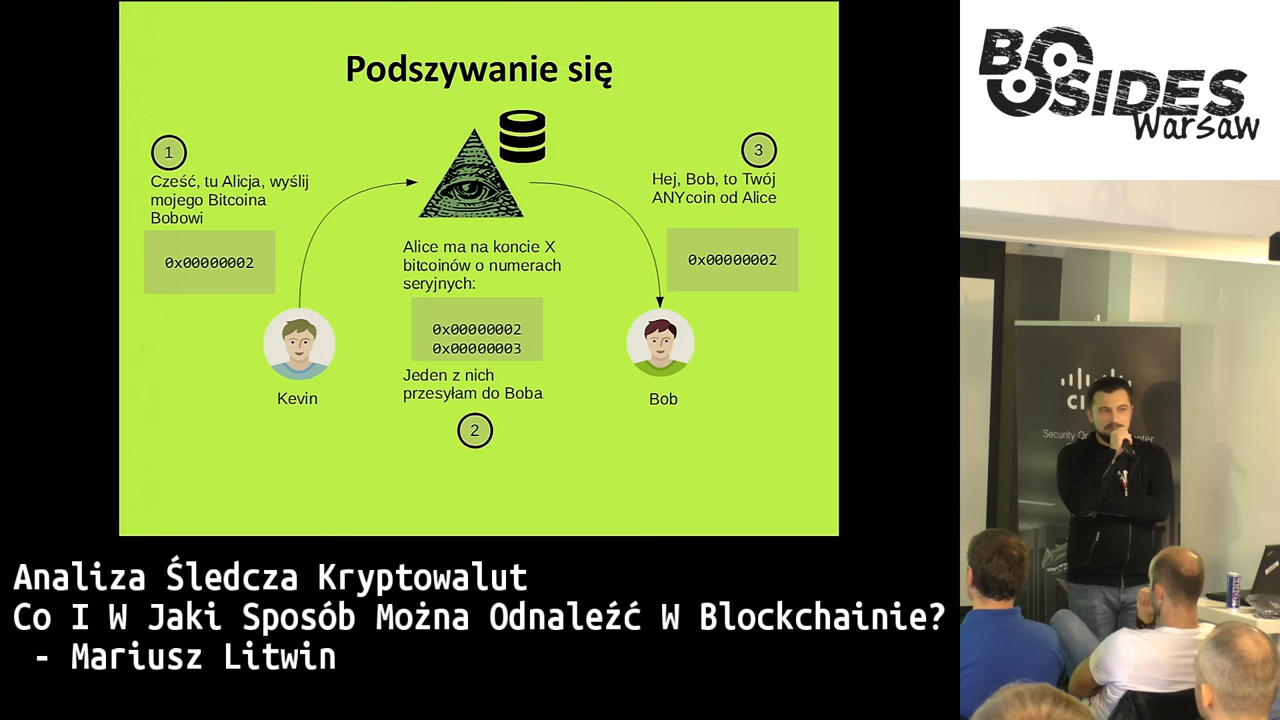 Podszywanie się
1
Cześć, tu Alicja, wyślij
mojego Bitcoina
Bobowi
0x00000002
Kevin
Alice ma na koncie X
bitcoinów o numerach
seryjnych:
0x00000002
0x00000003
Jeden z nich
przesyłam do Boba
2
3
Hej, Bob, to Twój
ANYcoin od Alice
0x00000002
Bob
BSIDES
Warsaw
Security
Analiza Śledcza Kryptowalut
Co I W Jaki Sposób Można Odnaleźć W Blockchainie?
- Mariusz Litwin